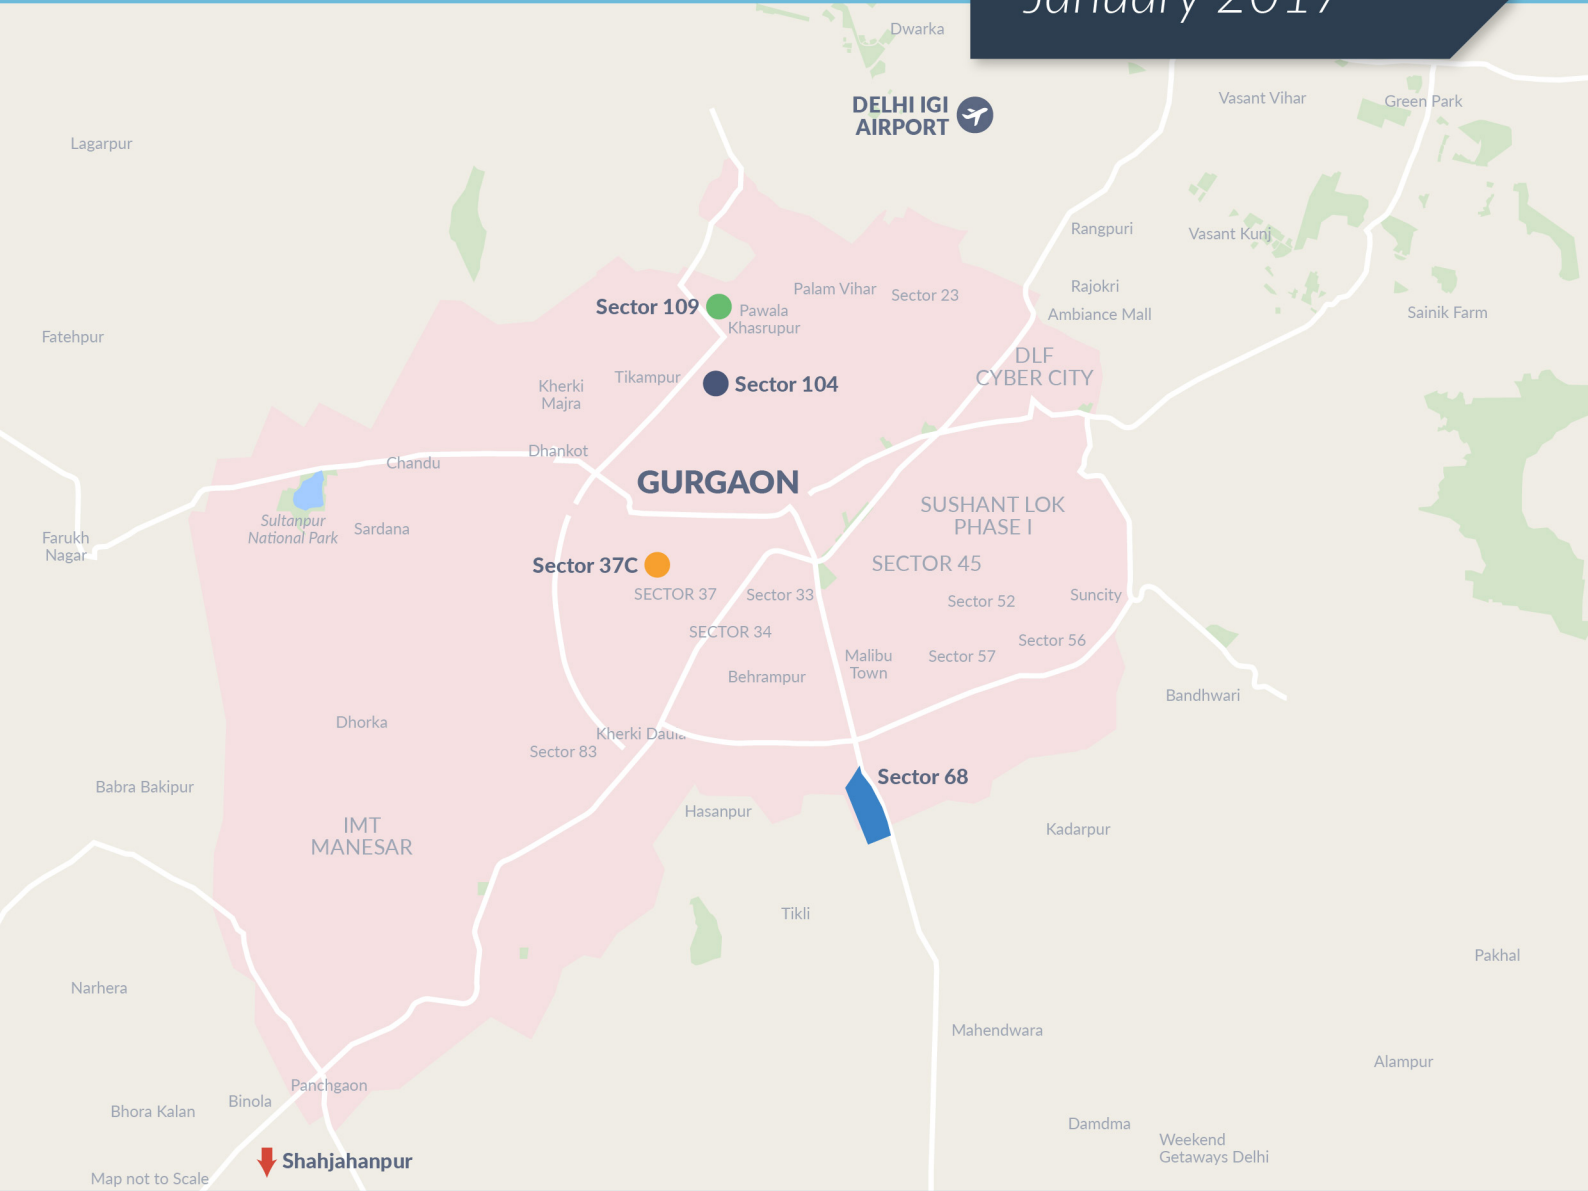 January 2017
Dwarka
DELHI IGI
AIRPORT
Vasant Vihar
Green Park
Lagarpur
Rangpuri
Vasant Kunj
Palam Vihar
Sector 23
Rajokri
Sector 109
Pawala
Khasrupur
Ambiance Mall
Sainik Farm
Fatehpur
DLF
CYBER CITY
Tikampur
Sector 104
Kherki
Majra
Dhankot
Chandu
GURGAON
SUSHANT LOK
PHASE I
Sultanpur
National Park
Sardana
Farukh
Nagar
Sector 37C
SECTOR 45
SECTOR 37
Sector 33
Sector 52
Suncity
SECTOR 34
Sector 56
Malibu
Town
Sector 57
Behrampur
Bandhwari
Dhorka
Kherki Daula
Sector 83
Sector 68
Babra Bakipur
Hasanpur
IMT
MANESAR
Kadarpur
Tikli
Pakhal
Narhera
Mahendwara
Alampur
Panchgaon
Binola
Bhora Kalan
Damdma
Weekend
Getaways Delhi
Shahjahanpur
Map not to Scale